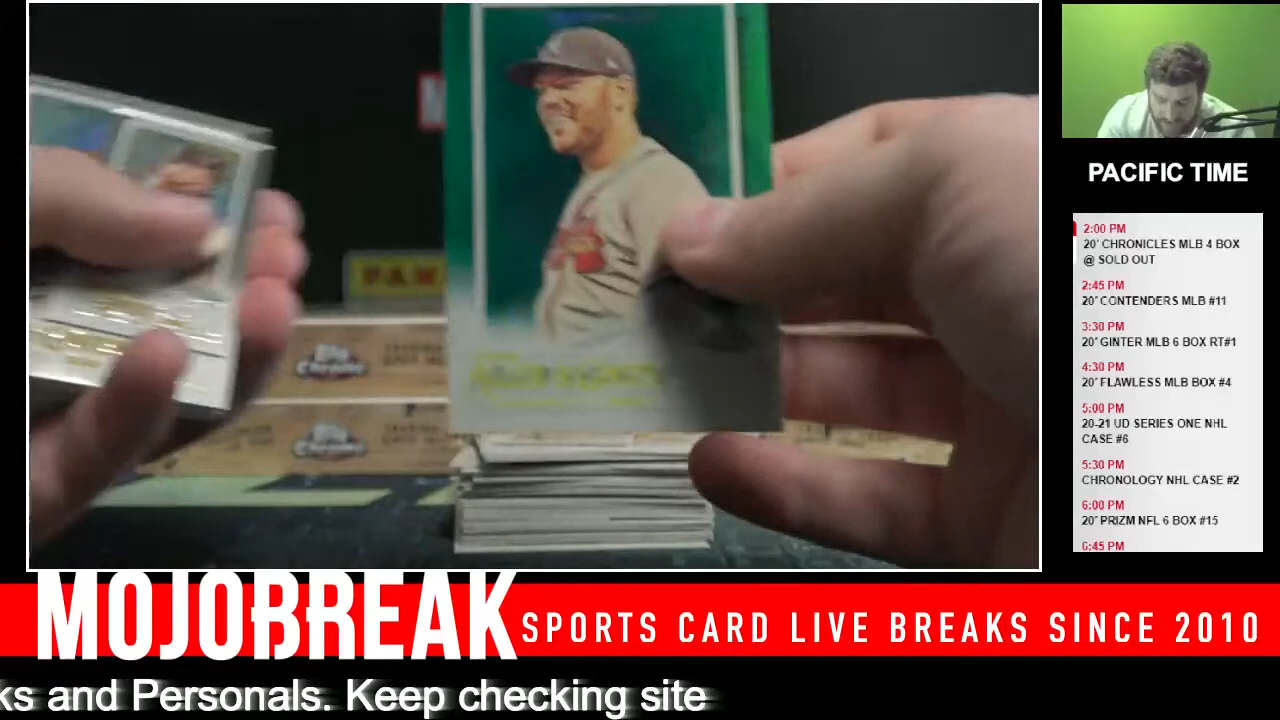 PACIFIC TIME
2:00 PM
20' CHRONICLES MLB 4 BOX
@ SOLD OUT
2:45 PM
20' CONTENDERS MLB #11
3:30 PM
20' GINTER MLB 6 BOX RT#1
4:30 PM
20' FLAWLESS MLB BOX #4
5:00 PM
20-21 UD SERIES ONE NHL
CASE #6
5:30 PM
CHRONOLOGY NHL CASE #2
6:00 PM
20' PRIZM NFL 6 BOX #15
6:45 PM
Topps Chrome
Topps Chrome
MOJOBREAK
SPORTS CARD LIVE BREAKS SINCE 2010
ks and Personals. Keep checking site